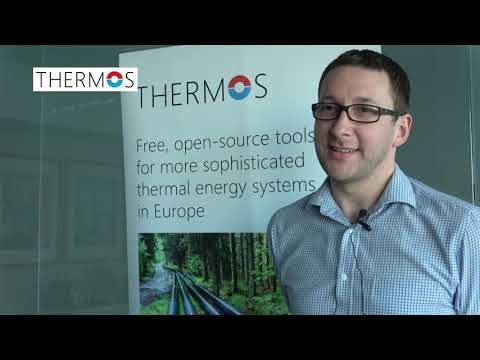 THERMOS
THERMOS
Free, open-source tools
for more sophisticated
thermal energy systems
in Europe